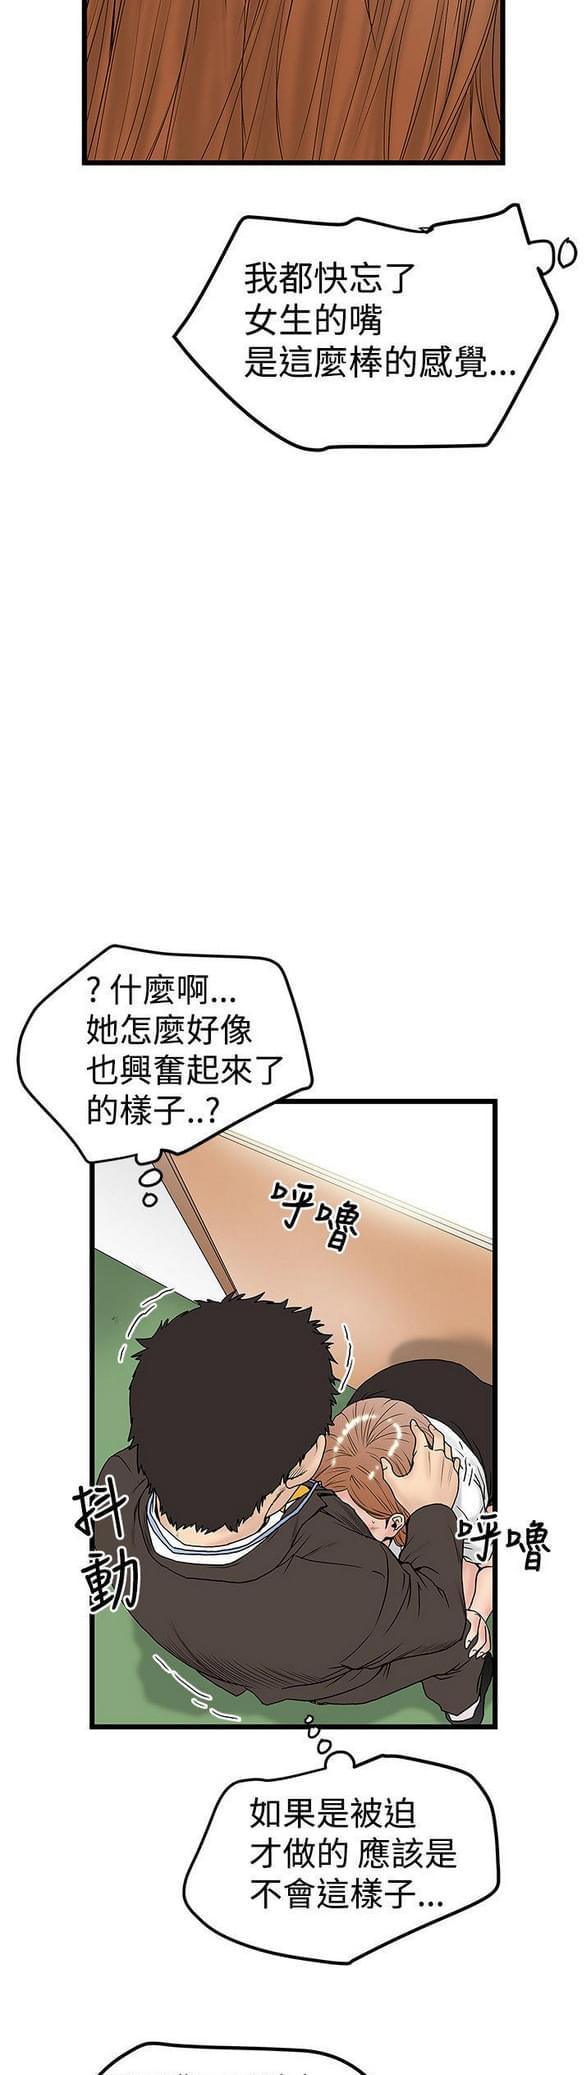 我都快忘了
女生的嘴
是這麼棒的感覺...
?什麼啊...
她怎麼好像
也興奮起來了
的樣子..?
呼嚕
抖動
呼嚕
如果是被迫
才做的 應該是
不會這樣子...